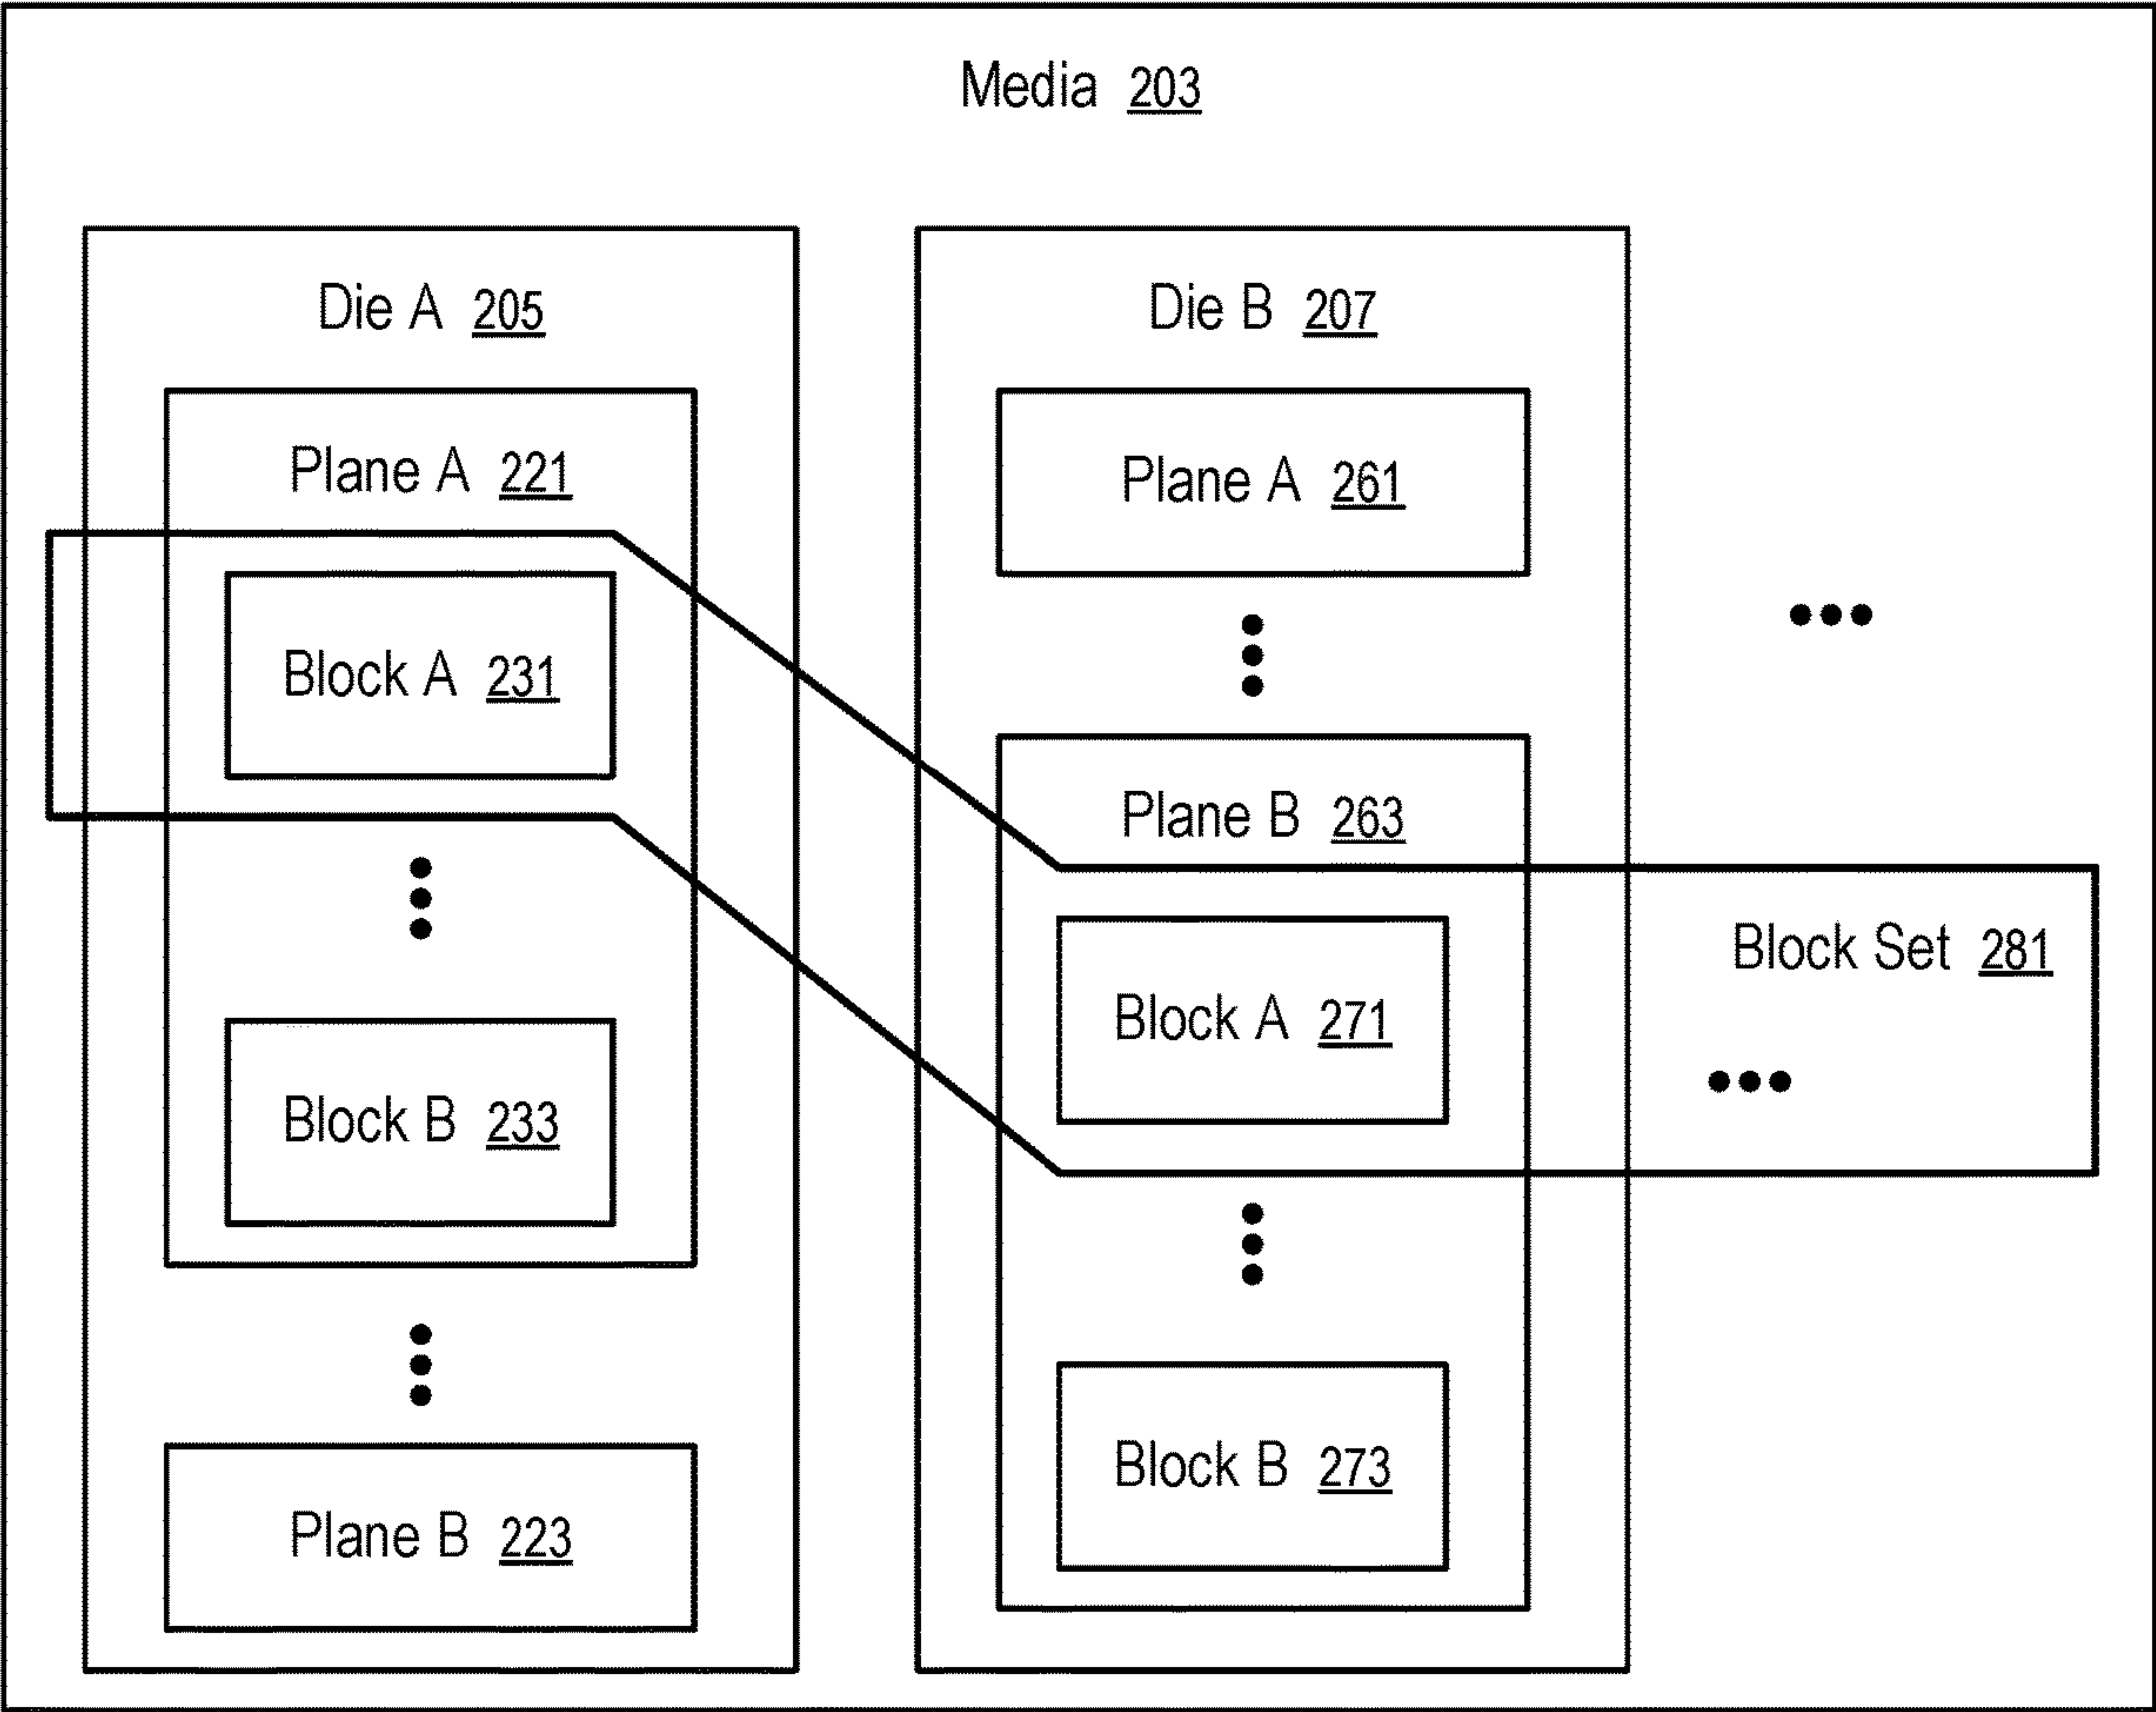 Media 203
Die A 205
Plane A 221
Block A 231
Block B 233
Plane B 223
Die B 207
Plane A 261
Plane B 263
Block A 271
Block B 273
Block Set 281